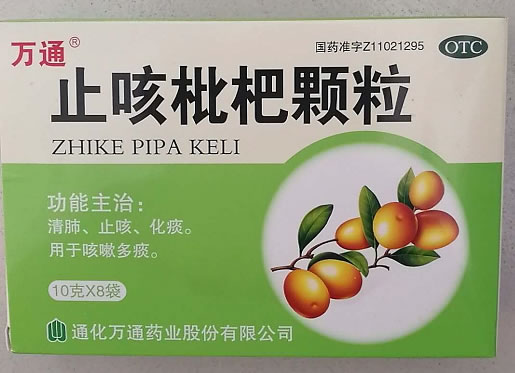 万通®
国药准字Z11021295
OTC
止咳枇杷颗粒
ZHIKE PIPA KELI
功能主治：
清肺、止咳、化痰。
用于咳嗽多痰。
10克X8袋
通化万通药业股份有限公司